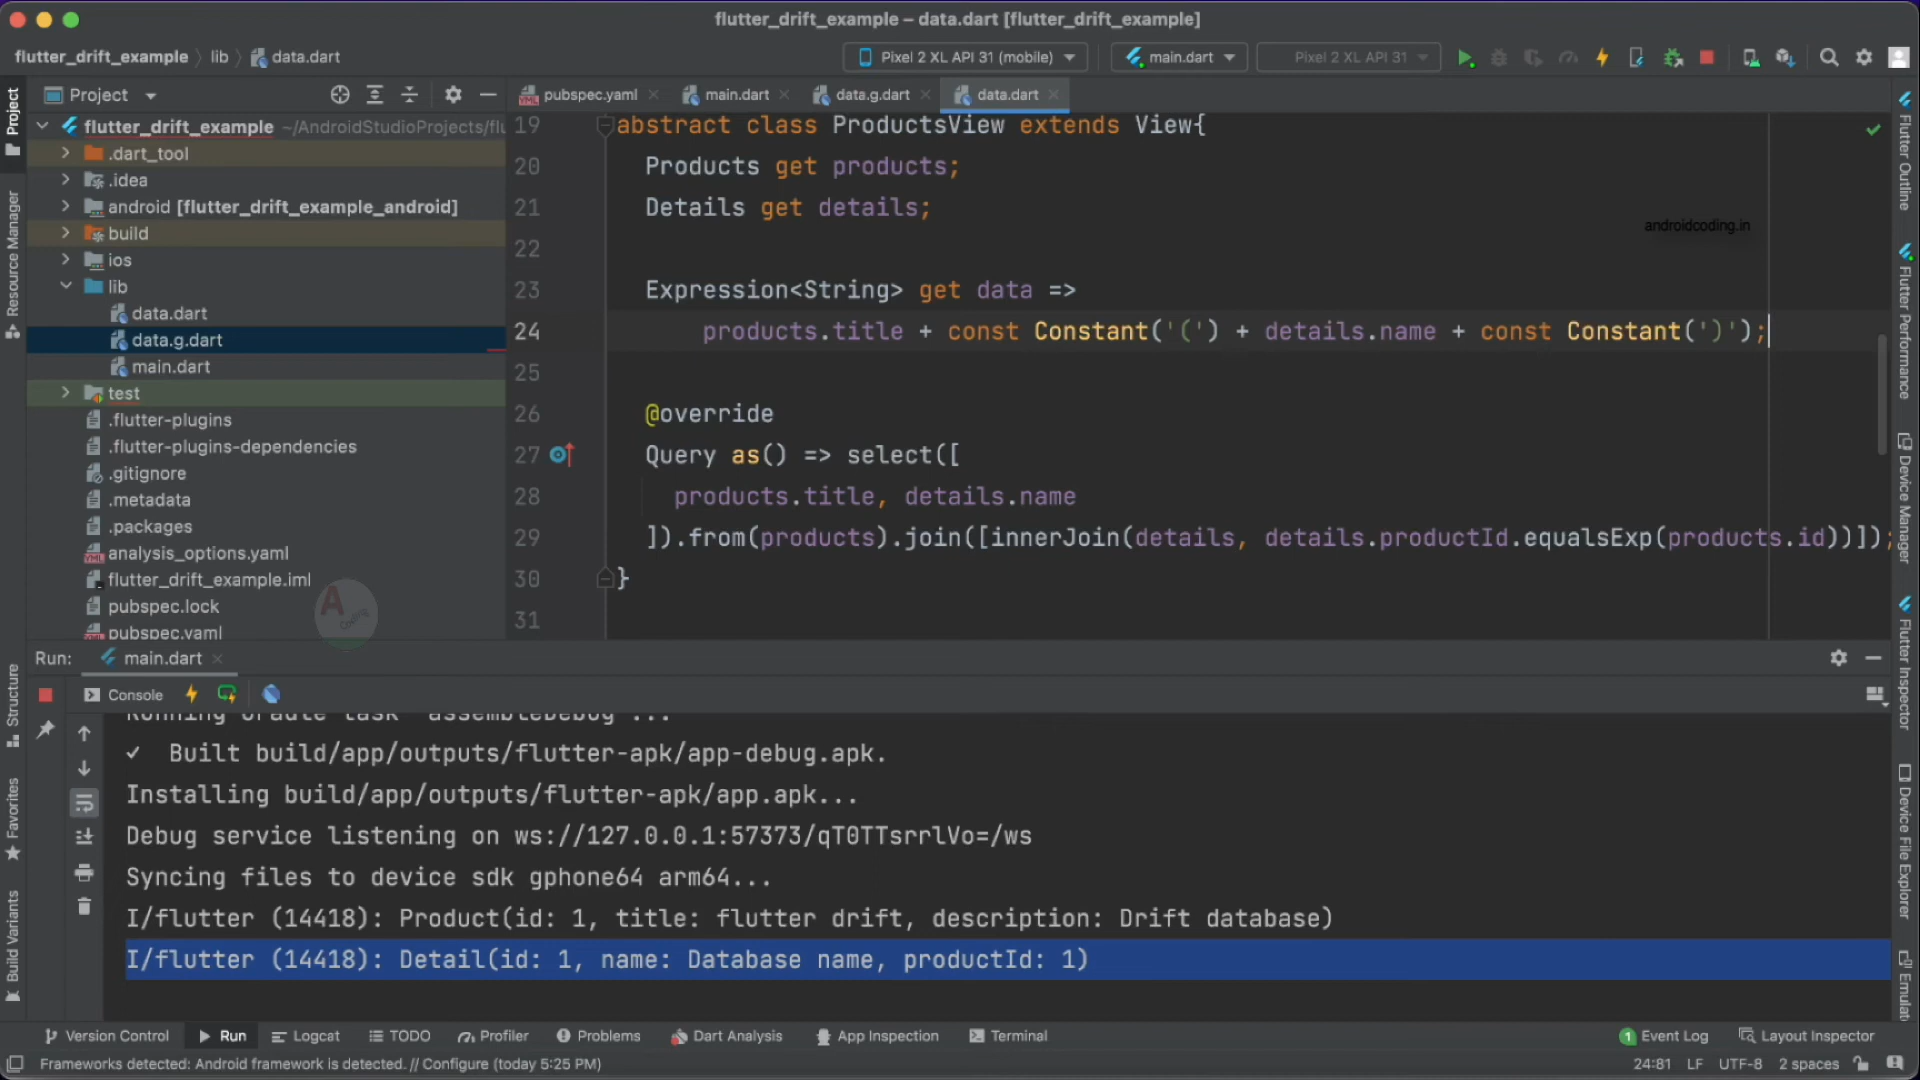 flutter_drift_example – data.dart [flutter_drift_example]
flutter_drift_example lib data.dart
Pixel 2 XL API 31 (mobile)
main.dart
Pixel 2 XL API 31
Project
pubspec.yaml
main.dart
data.g.dart
data.dart
flutter_drift_example ~/AndroidStudioProjects/flu
.dart_tool
.idea
android [flutter_drift_example_android]
build
ios
lib
data.dart
data.g.dart
main.dart
test
.flutter-plugins
.flutter-plugins-dependencies
.gitignore
.metadata
.packages
analysis_options.yaml
flutter_drift_example.iml
pubspec.lock
pubspec.yaml
19 abstract class ProductsView extends View{
20 Products get products;
21 Details get details;
22
23 Expression<String> get data =>
24 products.title + const Constant('(') + details.name + const Constant(')');
25
26 @override
27 Query as() => select([
28 products.title, details.name
29 ]).from(products).join([innerJoin(details, details.productId.equalsExp(products.id))]);
30 }
31
androidcoding.in
Project
Resource Manager
Structure
Favorites
Build Variants
Flutter Outline
Flutter Performance
Device Manager
Flutter Inspector
Device File Explorer
Emulato
Run: main.dart
Console
Running Gradle task 'assembleDebug'...
✓ Built build/app/outputs/flutter-apk/app-debug.apk.
Installing build/app/outputs/flutter-apk/app.apk...
Debug service listening on ws://127.0.0.1:57373/qT0TTsrrlVo=/ws
Syncing files to device sdk gphone64 arm64...
I/flutter (14418): Product(id: 1, title: flutter drift, description: Drift database)
I/flutter (14418): Detail(id: 1, name: Database name, productId: 1)
Version Control Run Logcat TODO Profiler Problems Dart Analysis App Inspection Terminal
1 Event Log Layout Inspector
Frameworks detected: Android framework is detected. // Configure (today 5:25 PM)
24:81 LF UTF-8 2 spaces